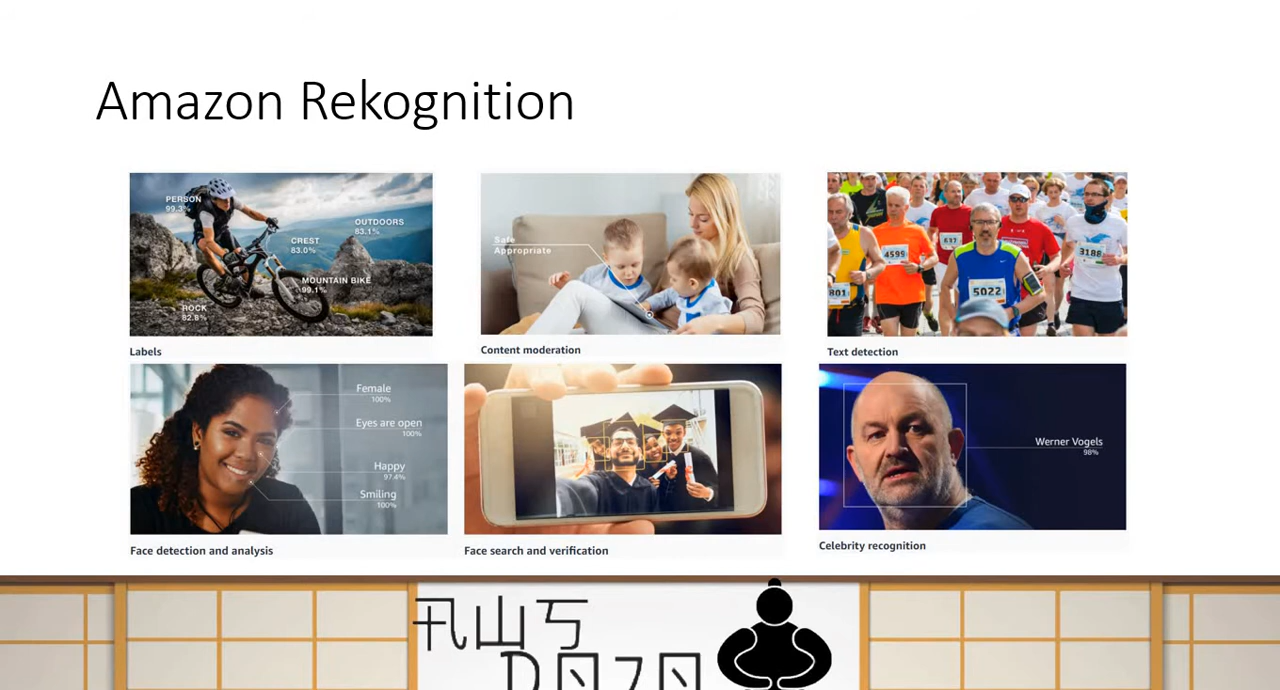 Amazon Rekognition
PERSON
99.3%
OUTDOORS
83.1%
CREST
83.0%
MOUNTAIN BIKE
99.1%
ROCK
82.8%
Labels
Safe
Appropriate
Content moderation
801
4599
637
5022
3188
Text detection
Female
100%
Eyes are open
100%
Happy
97.4%
Smiling
100%
Face detection and analysis
Face search and verification
Werner Vogels
98%
Celebrity recognition